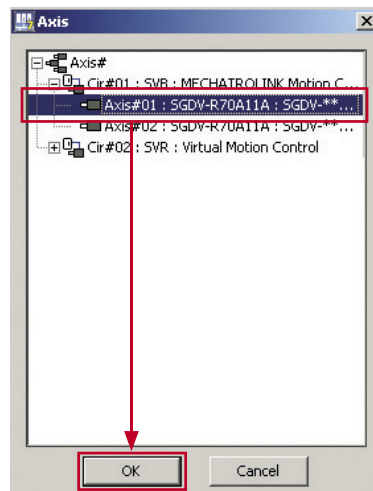 Axis
Axis#
Cir#01 : SVB : MECHATROLINK Motion C...
Axis#01 : SGDV-R70A11A : SGDV-**...
Axis#02 : SGDV-R70A11A : SGDV-**...
Cir#02 : SVR : Virtual Motion Control
OK
Cancel